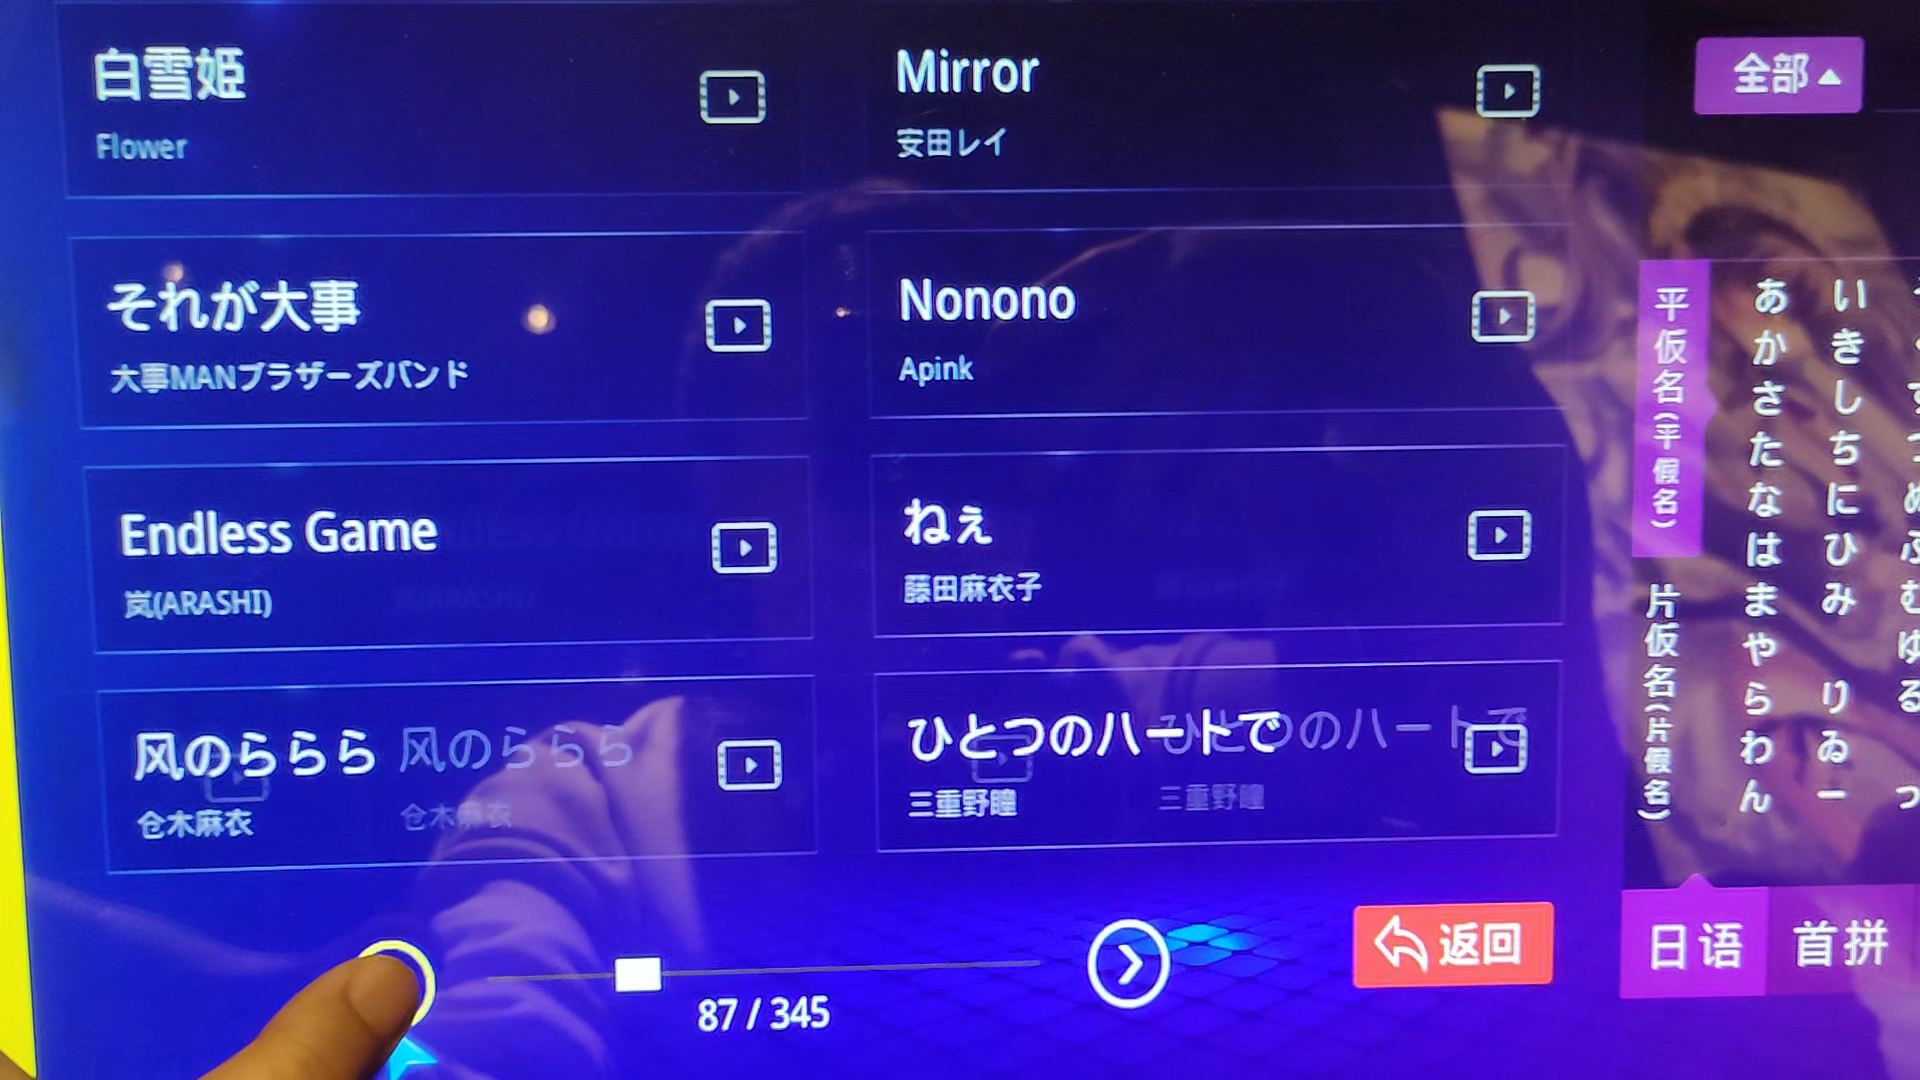 白雪姫
Flower
Mirror
安田レイ
それが大事
大事MANブラザーズバンド
Nonono
Apink
Endless Game
岚(ARASHI)
ねぇ
藤田麻衣子
风のららら
仓木麻衣
ひとつのハートで
三重野瞳
87 / 345
返回
全部
平仮名(平假名)
片仮名(片假名)
あ い
か き
さ し
た ち
な に
は ひ
ま み む
や ゆ
ら り る
わ ゐ
ん ー っ
日语
首拼